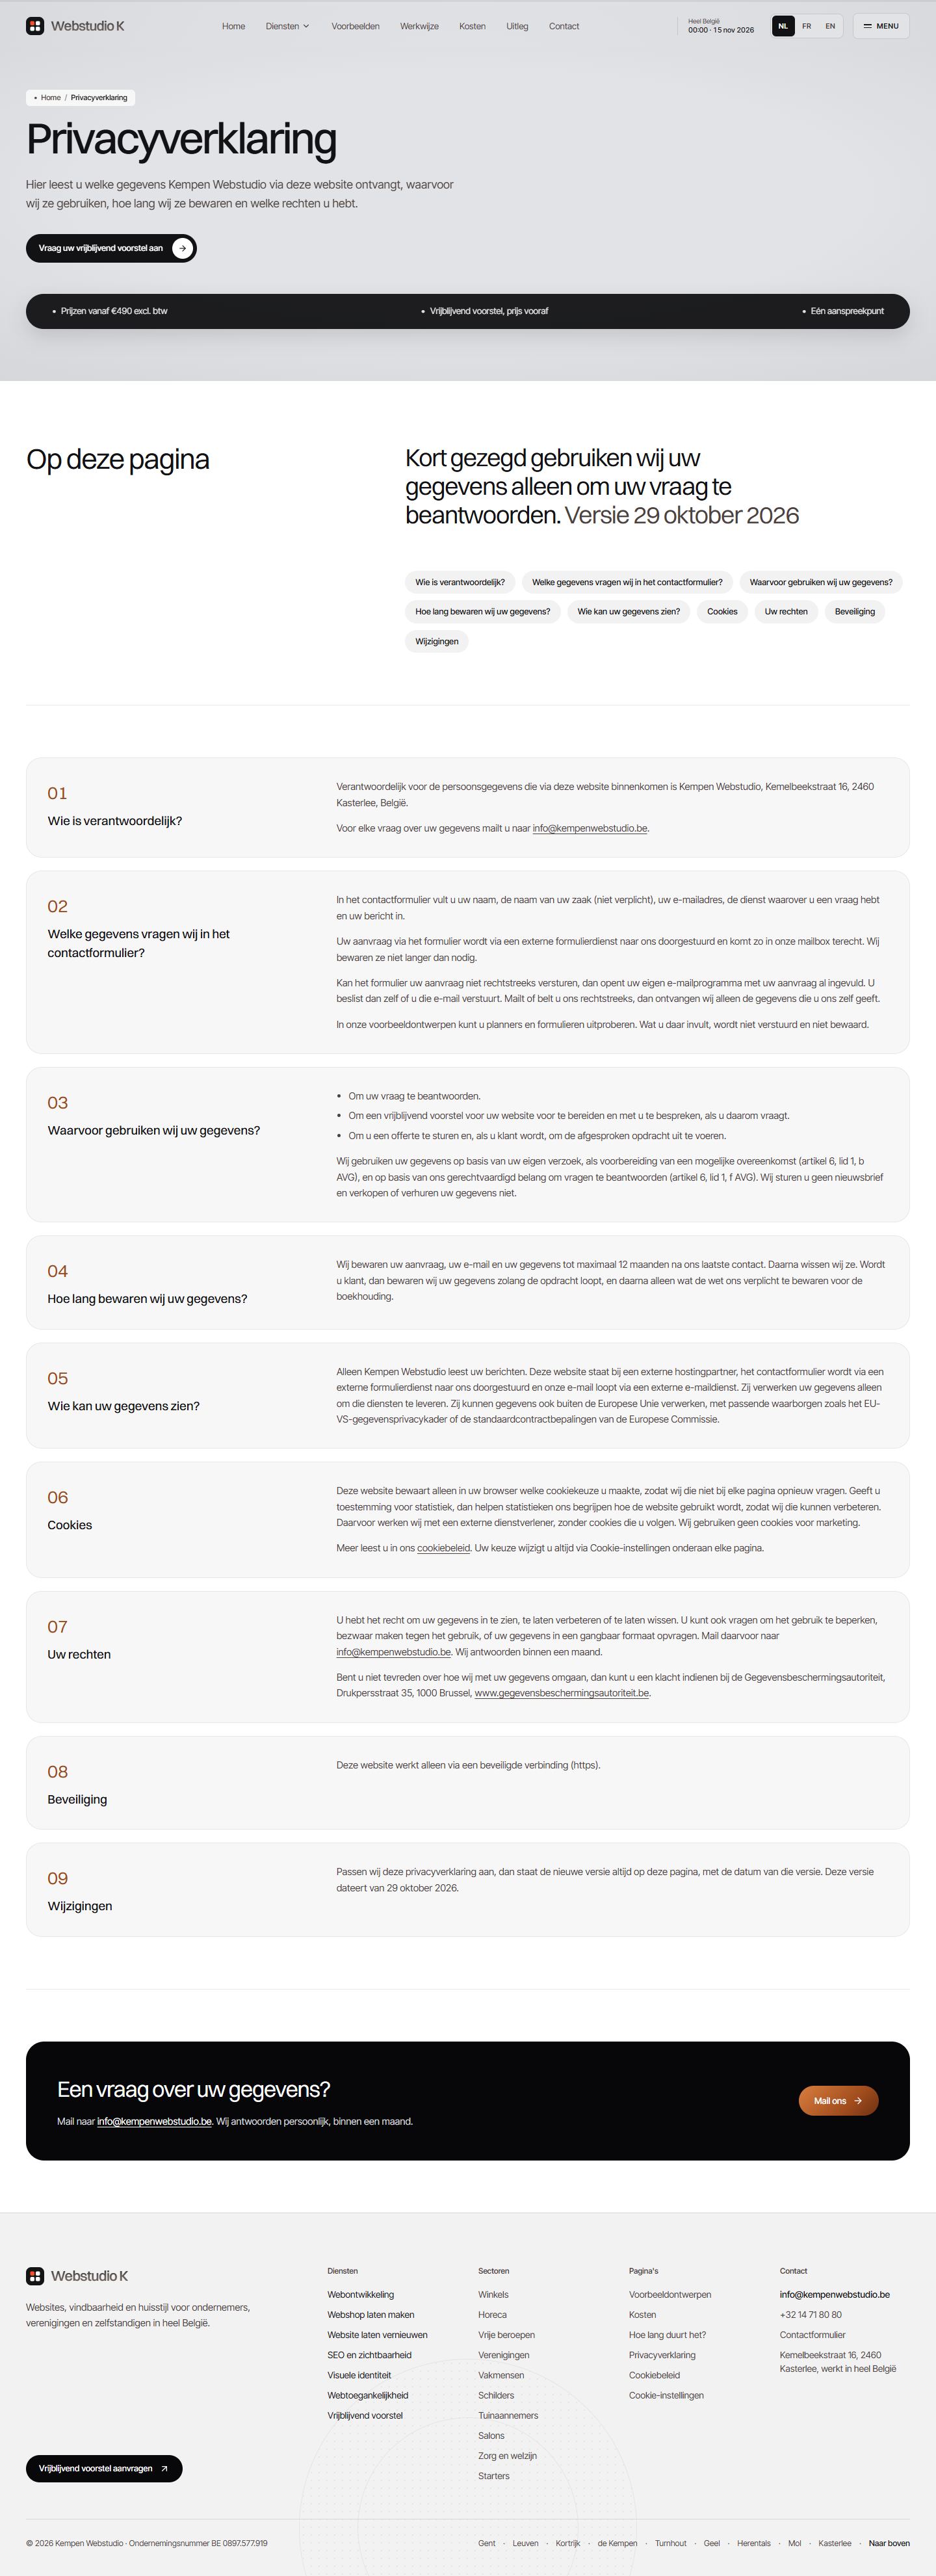 Webstudio K
Home Diensten Voorbeelden Werkwijze Kosten Uitleg Contact
Heel België
00:00 · 15 nov 2026
NL FR EN
MENU
• Home / Privacyverklaring
Privacyverklaring
Hier leest u welke gegevens Kempen Webstudio via deze website ontvangt, waarvoor
wij ze gebruiken, hoe lang wij ze bewaren en welke rechten u hebt.
Vraag uw vrijblijvend voorstel aan
• Prijzen vanaf €490 excl. btw
• Vrijblijvend voorstel, prijs vooraf
• Eén aanspreekpunt
Op deze pagina
Kort gezegd gebruiken wij uw
gegevens alleen om uw vraag te
beantwoorden. Versie 29 oktober 2026
Wie is verantwoordelijk? Welke gegevens vragen wij in het contactformulier? Waarvoor gebruiken wij uw gegevens?
Hoe lang bewaren wij uw gegevens? Wie kan uw gegevens zien? Cookies Uw rechten Beveiliging
Wijzigingen
01
Wie is verantwoordelijk?
Verantwoordelijk voor de persoonsgegevens die via deze website binnenkomen is Kempen Webstudio, Kemelbeekstraat 16, 2460
Kasterlee, België.
Voor elke vraag over uw gegevens mailt u naar info@kempenwebstudio.be.
02
Welke gegevens vragen wij in het
contactformulier?
In het contactformulier vult u uw naam, de naam van uw zaak (niet verplicht), uw e-mailadres, de dienst waarover u een vraag hebt
en uw bericht in.
Uw aanvraag via het formulier wordt via een externe formulierdienst naar ons doorgestuurd en komt zo in onze mailbox terecht. Wij
bewaren ze niet langer dan nodig.
Kan het formulier uw aanvraag niet rechtstreeks versturen, dan opent uw eigen e-mailprogramma met uw aanvraag al ingevuld. U
beslist dan zelf of u die e-mail verstuurt. Mailt of belt u ons rechtstreeks, dan ontvangen wij alleen de gegevens die u ons zelf geeft.
In onze voorbeeldontwerpen kunt u planners en formulieren uitproberen. Wat u daar invult, wordt niet verstuurd en niet bewaard.
03
Waarvoor gebruiken wij uw gegevens?
• Om uw vraag te beantwoorden.
• Om een vrijblijvend voorstel voor uw website voor te bereiden en met u te bespreken, als u daarom vraagt.
• Om u een offerte te sturen en, als u klant wordt, om de afgesproken opdracht uit te voeren.
Wij gebruiken uw gegevens op basis van uw eigen verzoek, als voorbereiding van een mogelijke overeenkomst (artikel 6, lid 1, b
AVG), en op basis van ons gerechtvaardigd belang om vragen te beantwoorden (artikel 6, lid 1, f AVG). Wij sturen u geen nieuwsbrief
en verkopen of verhuren uw gegevens niet.
04
Hoe lang bewaren wij uw gegevens?
Wij bewaren uw aanvraag, uw e-mail en uw gegevens tot maximaal 12 maanden na ons laatste contact. Daarna wissen wij ze. Wordt
u klant, dan bewaren wij uw gegevens zolang de opdracht loopt, en daarna alleen wat de wet ons verplicht te bewaren voor de
boekhouding.
05
Wie kan uw gegevens zien?
Alleen Kempen Webstudio leest uw berichten. Deze website staat bij een externe hostingpartner, het contactformulier wordt via een
externe formulierdienst naar ons doorgestuurd en onze e-mail loopt via een externe e-maildienst. Zij verwerken uw gegevens alleen
om die diensten te leveren. Zij kunnen gegevens ook buiten de Europese Unie verwerken, met passende waarborgen zoals het EU-
VS-gegevensprivacykader of de standaardcontractbepalingen van de Europese Commissie.
06
Cookies
Deze website bewaart alleen in uw browser welke cookiekeuze u maakte, zodat wij die niet bij elke pagina opnieuw vragen. Geeft u
toestemming voor statistiek, dan helpen statistieken ons begrijpen hoe de website gebruikt wordt, zodat wij die kunnen verbeteren.
Daarvoor werken wij met een externe dienstverlener, zonder cookies die u volgen. Wij gebruiken geen cookies voor marketing.
Meer leest u in ons cookiebeleid. Uw keuze wijzigt u altijd via Cookie-instellingen onderaan elke pagina.
07
Uw rechten
U hebt het recht om uw gegevens in te zien, te laten verbeteren of te laten wissen. U kunt ook vragen om het gebruik te beperken,
bezwaar maken tegen het gebruik, of uw gegevens in een gangbaar formaat opvragen. Mail daarvoor naar
info@kempenwebstudio.be. Wij antwoorden binnen een maand.
Bent u niet tevreden over hoe wij met uw gegevens omgaan, dan kunt u een klacht indienen bij de Gegevensbeschermingsautoriteit,
Drukpersstraat 35, 1000 Brussel, www.gegevensbeschermingsautoriteit.be.
08
Beveiliging
Deze website werkt alleen via een beveiligde verbinding (https).
09
Wijzigingen
Passen wij deze privacyverklaring aan, dan staat de nieuwe versie altijd op deze pagina, met de datum van die versie. Deze versie
dateert van 29 oktober 2026.
Een vraag over uw gegevens?
Mail naar info@kempenwebstudio.be. Wij antwoorden persoonlijk, binnen een maand.
Mail ons
Webstudio K
Websites, vindbaarheid en huisstijl voor ondernemers,
verenigingen en zelfstandigen in heel België.
Vrijblijvend voorstel aanvragen
Diensten
Webontwikkeling
Webshop laten maken
Website laten vernieuwen
SEO en zichtbaarheid
Visuele identiteit
Webtoegankelijkheid
Vrijblijvend voorstel
Sectoren
Winkels
Horeca
Vrije beroepen
Verenigingen
Vakmensen
Schilders
Tuinaannemers
Salons
Zorg en welzijn
Starters
Pagina's
Voorbeeldontwerpen
Kosten
Hoe lang duurt het?
Privacyverklaring
Cookiebeleid
Cookie-instellingen
Contact
info@kempenwebstudio.be
+32 14 71 80 80
Contactformulier
Kemelbeekstraat 16, 2460
Kasterlee, werkt in heel België
© 2026 Kempen Webstudio · Ondernemingsnummer BE 0897.577.919
Gent · Leuven · Kortrijk · de Kempen · Turnhout · Geel · Herentals · Mol · Kasterlee · Naar boven